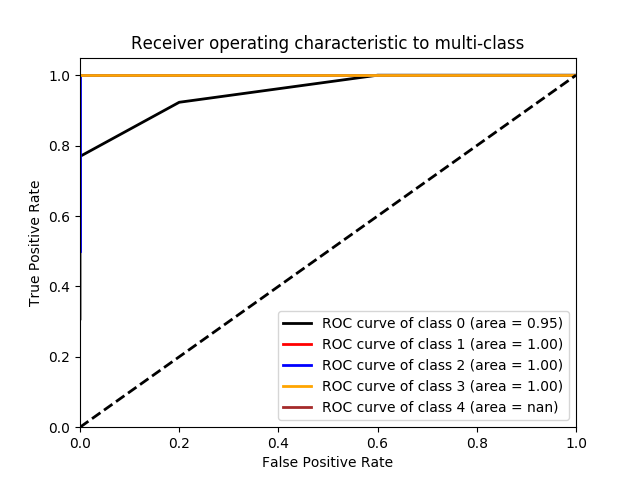 Receiver operating characteristic to multi-class
1.0
0.8
0.6
0.4
0.2
0.0
True Positive Rate
ROC curve of class 0 (area = 0.95)
ROC curve of class 1 (area = 1.00)
ROC curve of class 2 (area = 1.00)
ROC curve of class 3 (area = 1.00)
ROC curve of class 4 (area = nan)
0.0 0.2 0.4 0.6 0.8 1.0
False Positive Rate